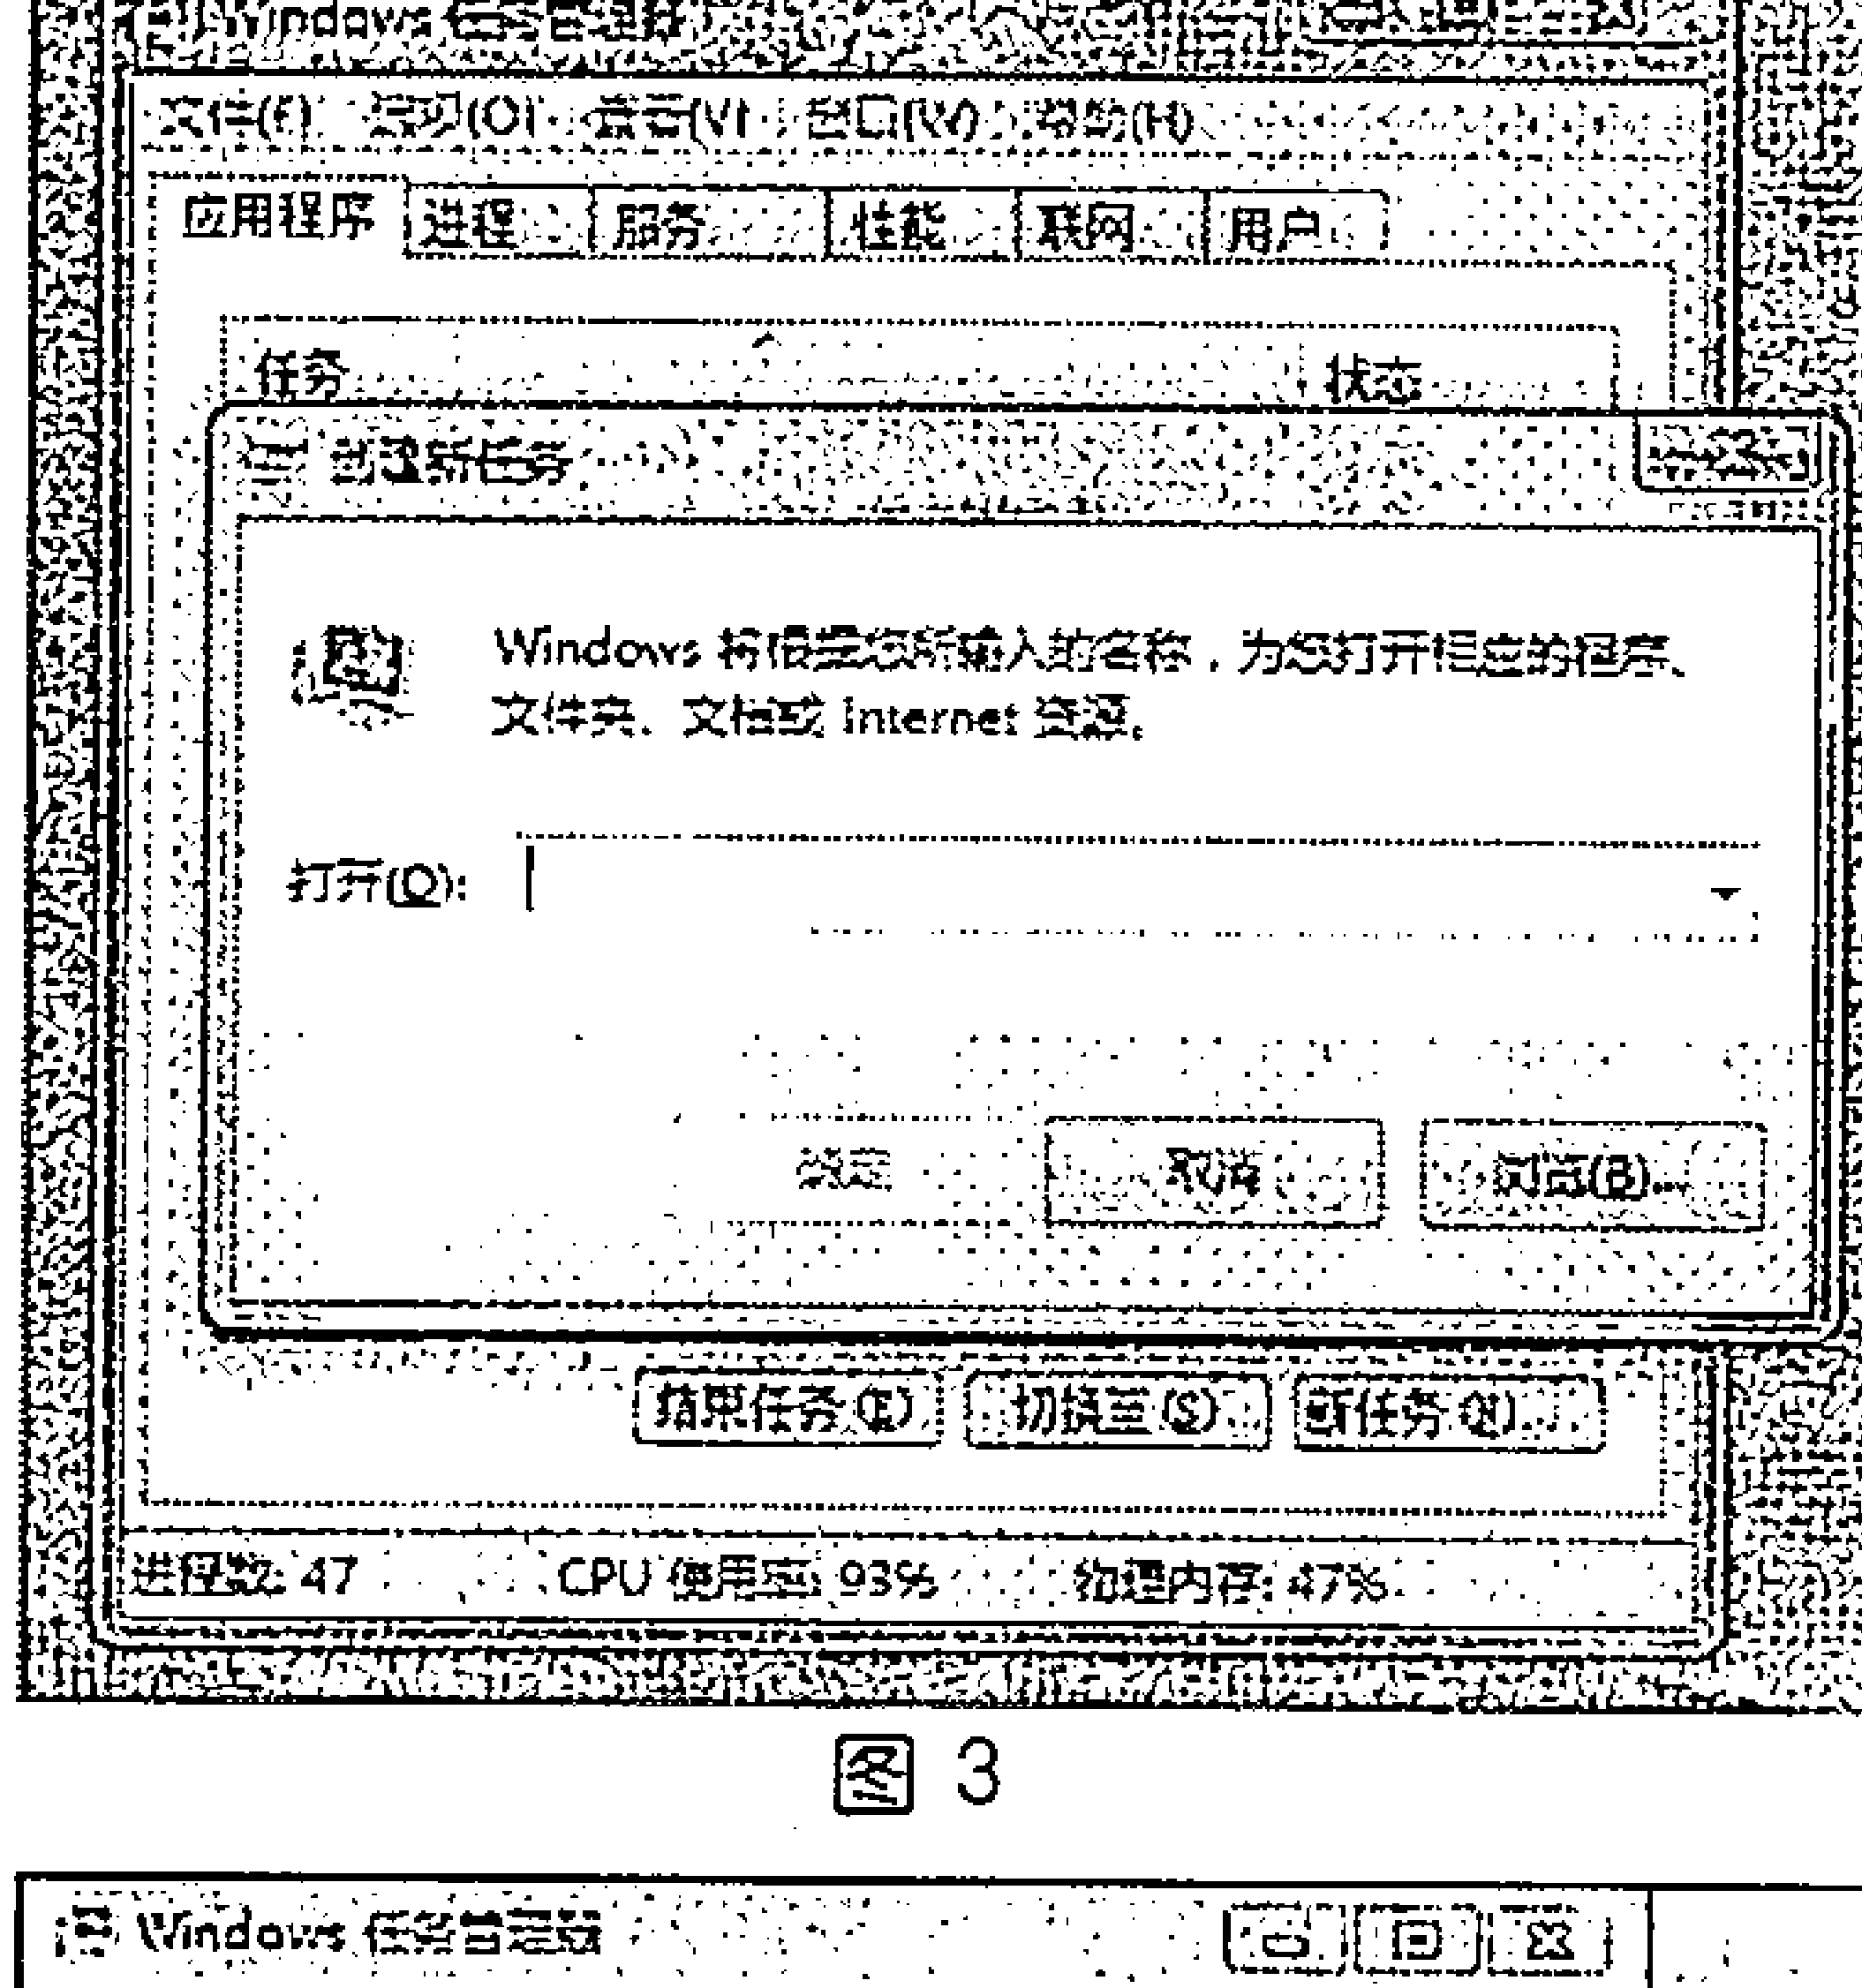 Windows 任务管理器
文件(F) 选项(O) 查看(V) 窗口(W) 帮助(H)
应用程序 进程 服务 性能 联网 用户
任务 状态
创建新任务
Windows 将根据您所输入的名称，为您打开相应的程序、
文件夹、文档或 Internet 资源。
打开(O):
确定 取消 浏览(B)...
结束任务(E) 切换至(S) 新任务(N)...
进程数: 47 CPU 使用率: 93% 物理内存: 47%
图 3
Windows 任务管理器